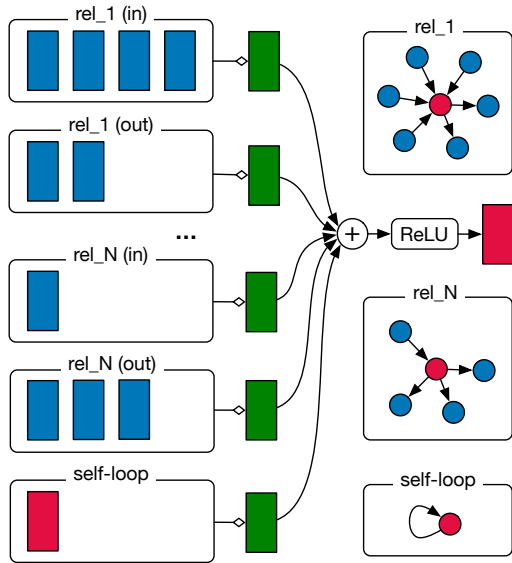 rel_1 (in)
rel_1 (out)
...
rel_N (in)
rel_N (out)
self-loop
+
ReLU
rel_1
rel_N
self-loop